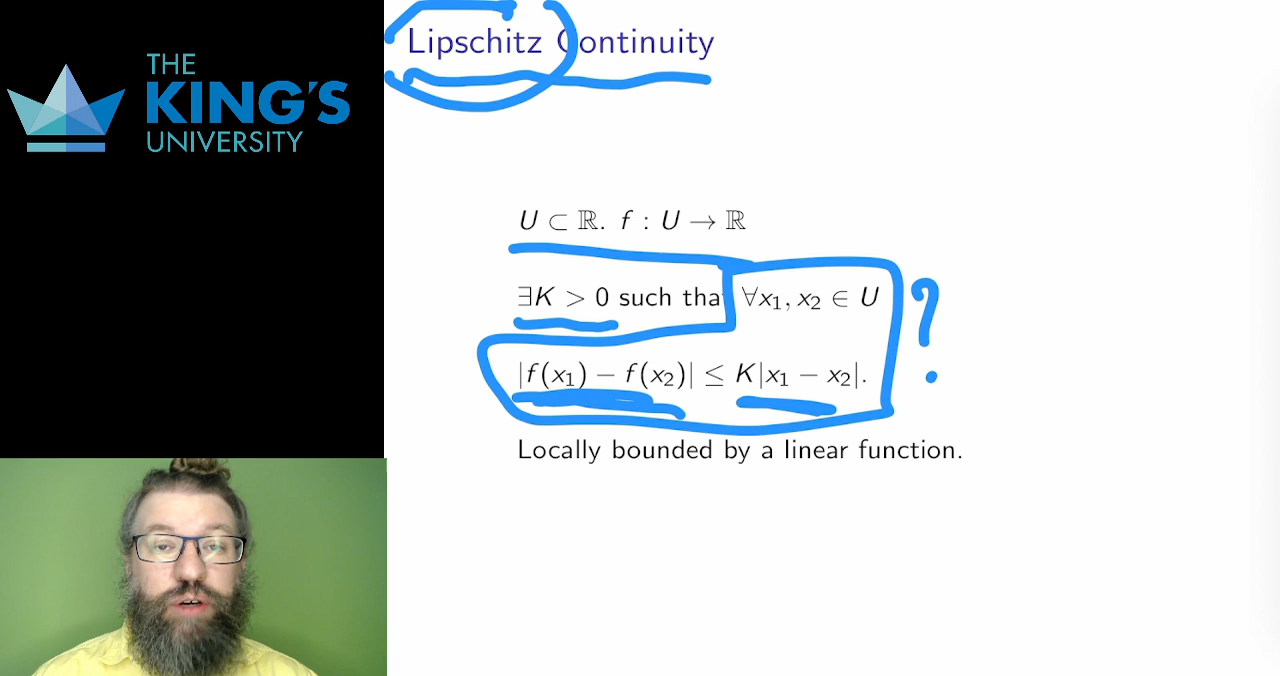 THE
KING'S
UNIVERSITY
Lipschitz Continuity
U ⊂ ℝ. f : U → ℝ
∃K > 0 such that ∀x₁, x₂ ∈ U
|f(x₁) − f(x₂)| ≤ K|x₁ − x₂|.
?
Locally bounded by a linear function.